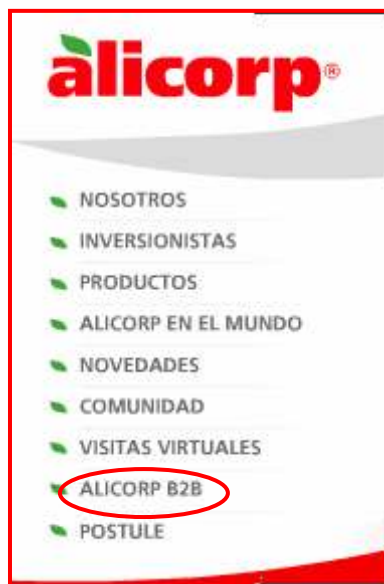 alicorp®
NOSOTROS
INVERSIONISTAS
PRODUCTOS
ALICORP EN EL MUNDO
NOVEDADES
COMUNIDAD
VISITAS VIRTUALES
ALICORP B2B
POSTULE